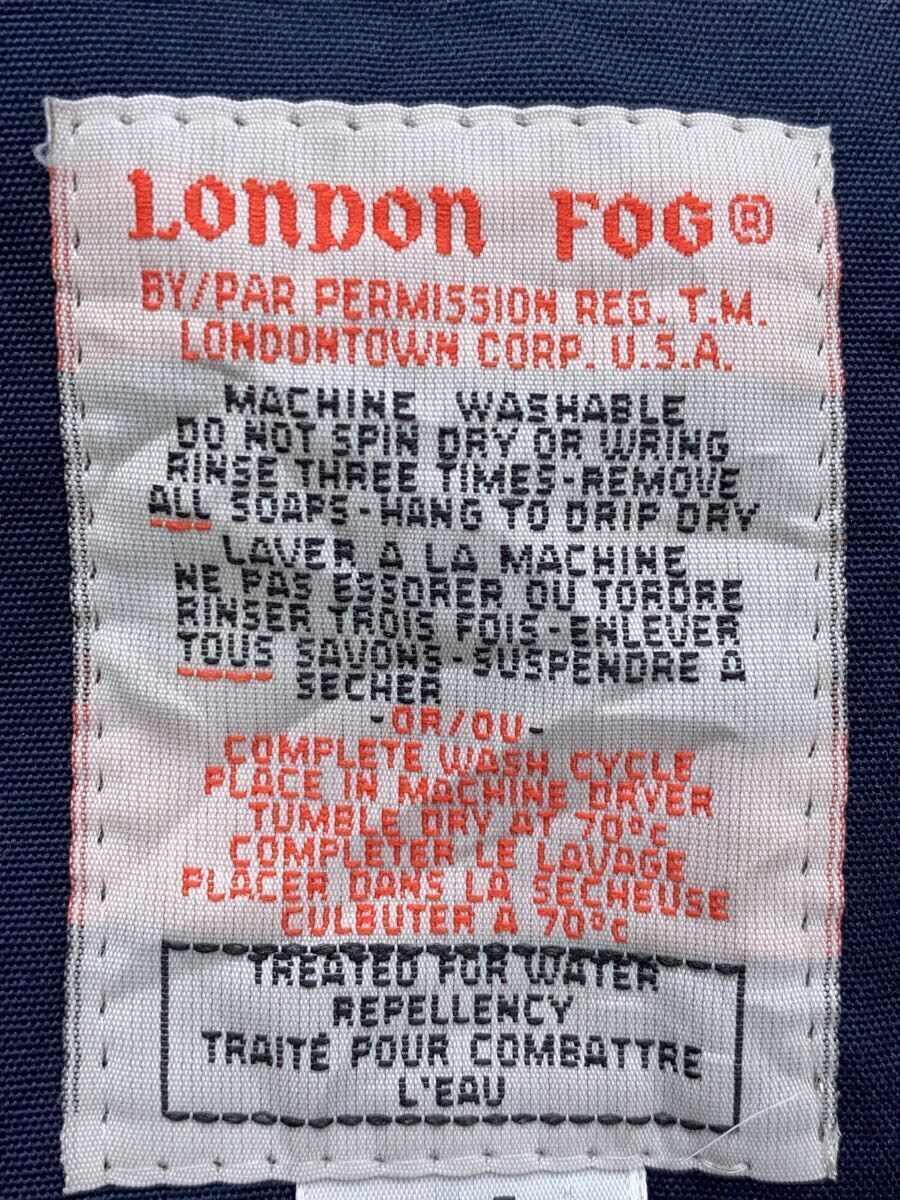 LONDON FOG®
BY/PAR PERMISSION REG. T.M.
LONDONTOWN CORP. U.S.A.
MACHINE WASHABLE
DO NOT SPIN DRY OR WRING
RINSE THREE TIMES-REMOVE
ALL SOAPS-HANG TO DRIP DRY
LAVER A LA MACHINE
NE PAS ESSORER OU TORDRE
RINSER TROIS FOIS-ENLEVER
TOUS SAVONS-SUSPENDRE A
SECHER
-OR/OU-
COMPLETE WASH CYCLE
PLACE IN MACHINE DRYER
TUMBLE DRY AT 70°c
COMPLETER LE LAVAGE
PLACER DANS LA SECHEUSE
CULBUTER A 70°c
TREATED FOR WATER
REPELLENCY
TRAITÉ POUR COMBATTRE
L'EAU